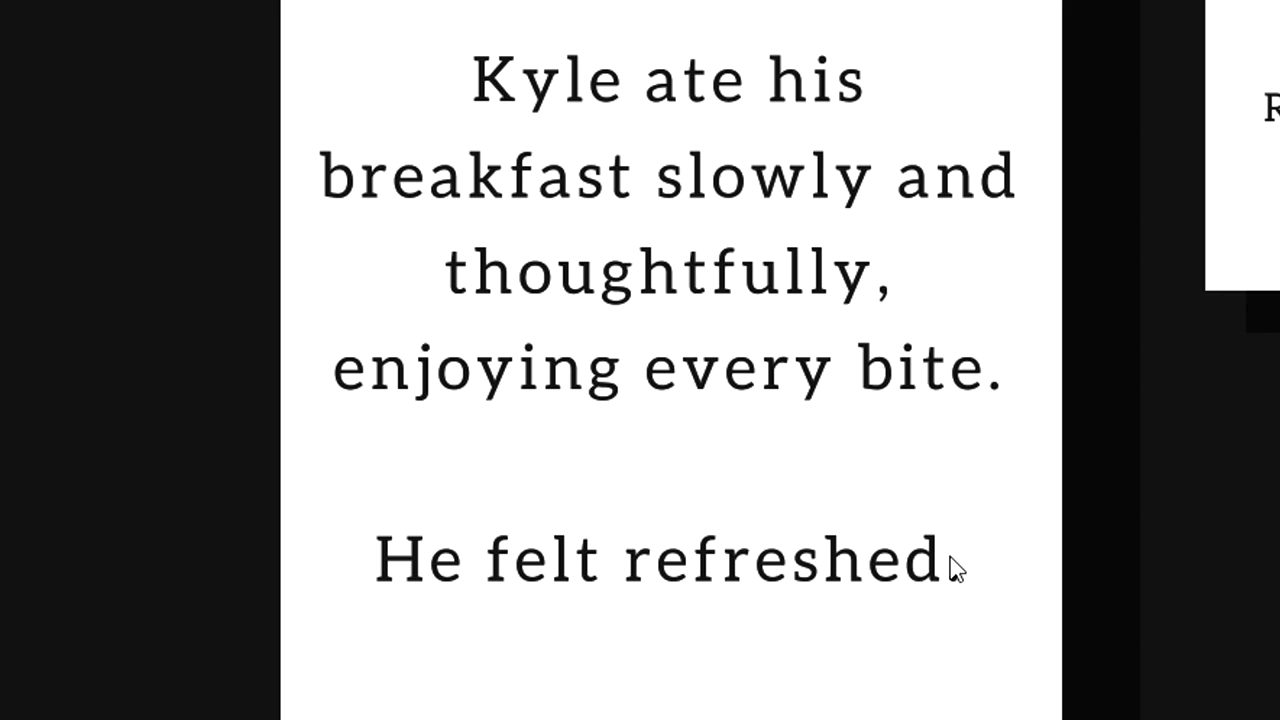 Kyle ate his
breakfast slowly and
thoughtfully,
enjoying every bite.
He felt refreshed.